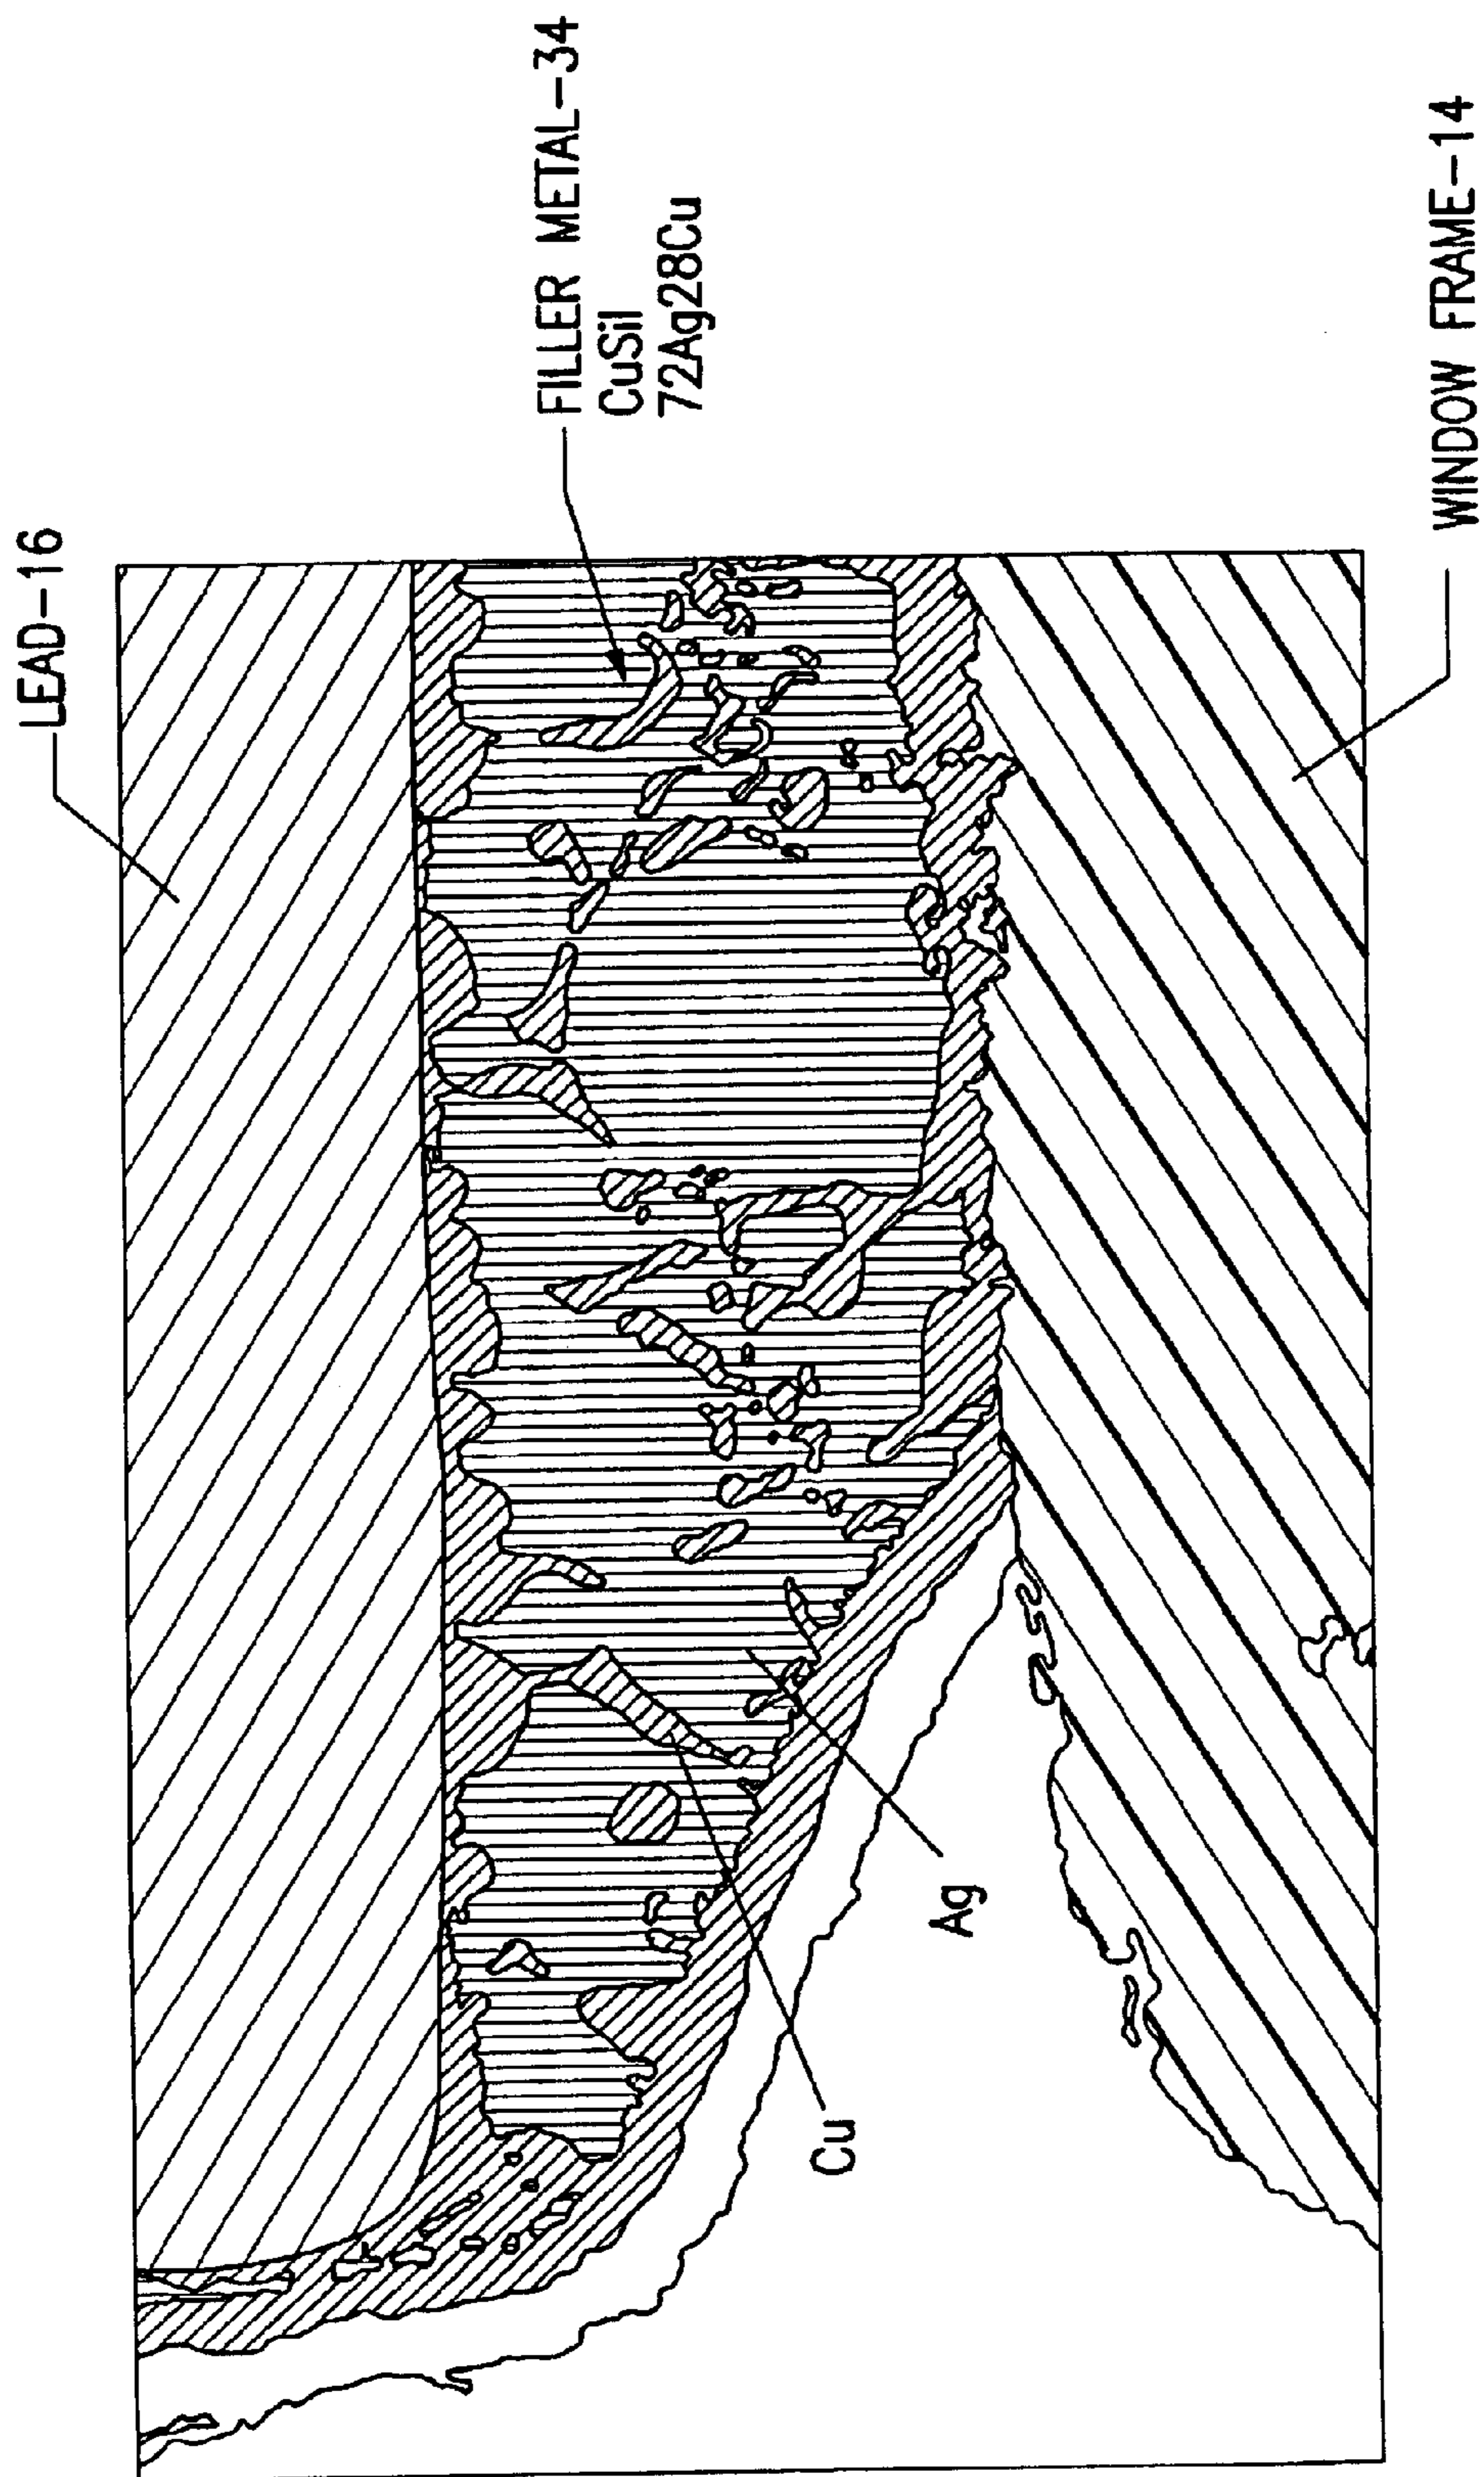 LEAD-16
FILLER METAL-34
CuSil
72Ag28Cu
WINDOW FRAME-14
Ag
Cu